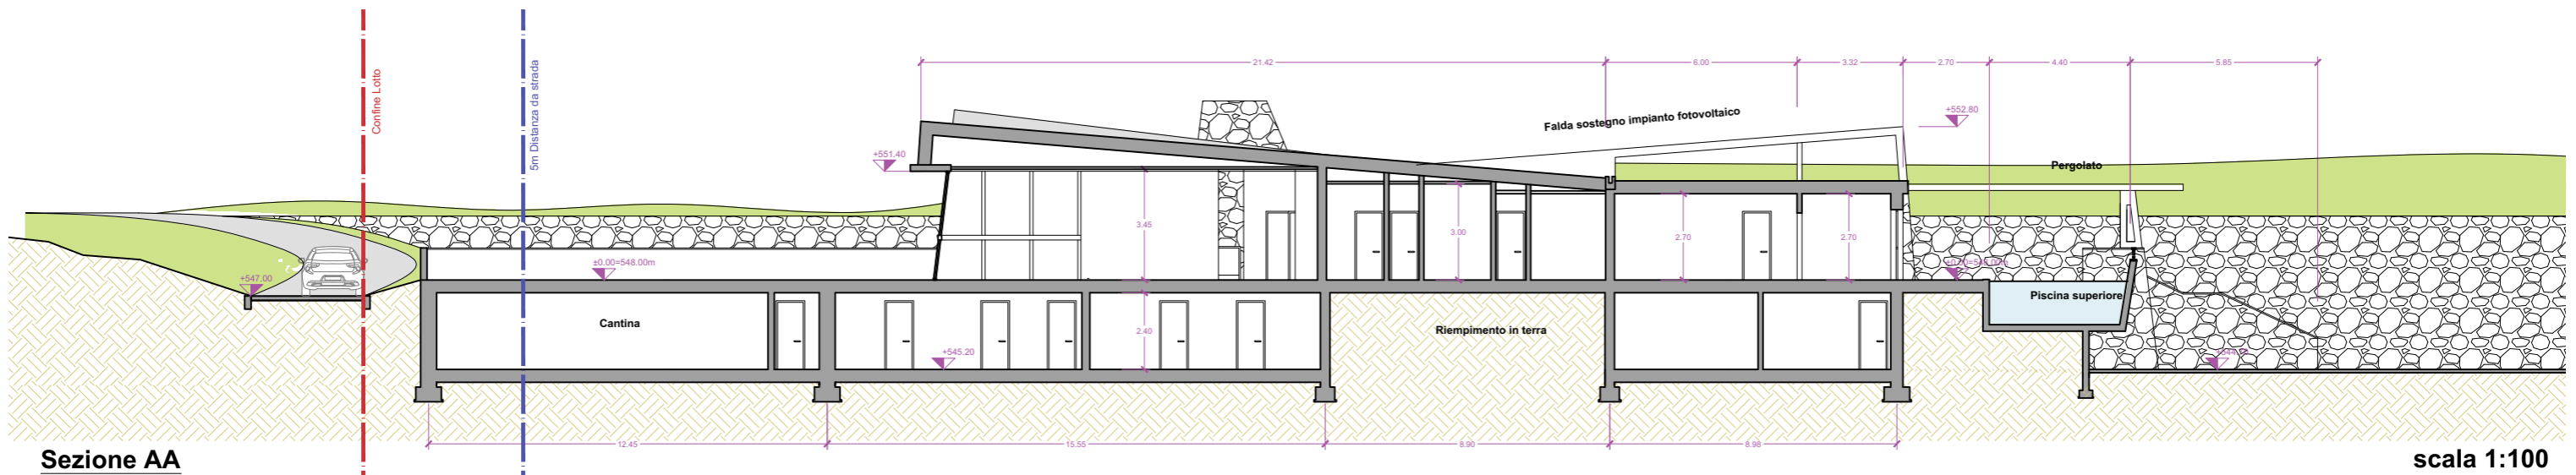 Confine Lotto
5m Distanza da strada
21.42
6.00
3.32
2.70
4.40
5.85
+552.80
Falda sostegno impianto fotovoltaico
+551.40
Pergolato
3.45
3.00
2.70
2.70
±0.00=548.00m
+547.00
Piscina superiore
Cantina
Riempimento in terra
2.40
+545.20
12.45
15.55
8.90
8.98
Sezione AA
scala 1:100